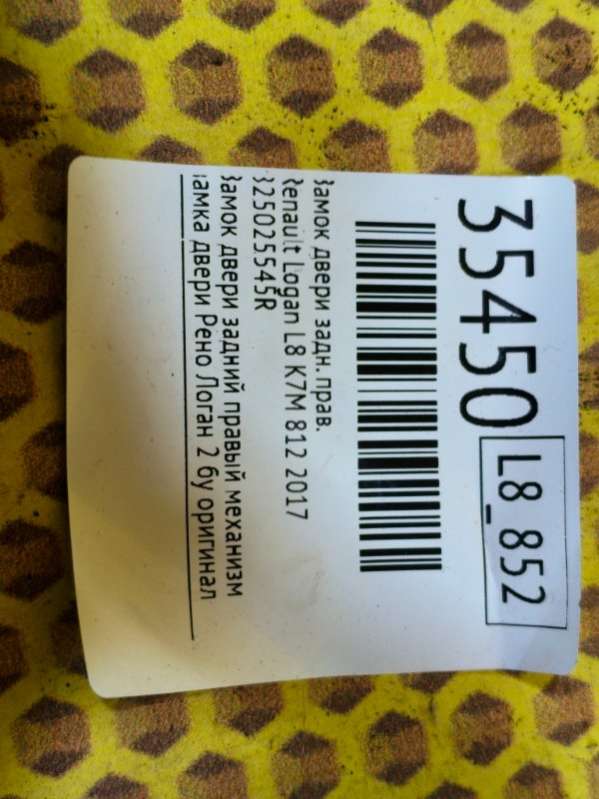 35450 L8_852
Замок двери задн. прав.
Renault Logan L8 K7M 812 2017
825025545R
Замок двери задний правый механизм
замка двери Рено Логан 2 бу оригинал